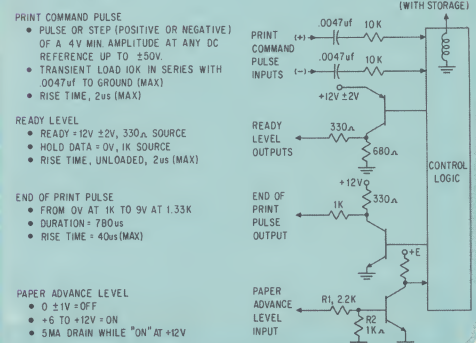 (WITH STORAGE)
PRINT COMMAND PULSE
• PULSE OR STEP (POSITIVE OR NEGATIVE)
OF A 4V MIN. AMPLITUDE AT ANY DC
REFERENCE UP TO ±50V.
• TRANSIENT LOAD 10K IN SERIES WITH
.0047uf TO GROUND (MAX)
• RISE TIME, 2us (MAX)
PRINT
COMMAND
PULSE
INPUTS
(+)
.0047uf
10K
(-)
.0047uf
10K
+12V ±2V
READY LEVEL
• READY = 12V ±2V, 330Ω SOURCE
• HOLD DATA = 0V, 1K SOURCE
• RISE TIME, UNLOADED, 2us (MAX)
READY
LEVEL
OUTPUTS
330Ω
680Ω
CONTROL
LOGIC
END OF PRINT PULSE
• FROM 0V AT 1K TO 9V AT 1.33K
• DURATION = 780us
• RISE TIME = 40us (MAX)
END OF
PRINT
PULSE
OUTPUT
+12V
1K
330Ω
+E
PAPER ADVANCE LEVEL
• 0 ±1V = OFF
• +6 TO +12V = ON
• 5MA DRAIN WHILE "ON" AT +12V
PAPER
ADVANCE
LEVEL
INPUT
R1, 2.2K
R2
1KΩ